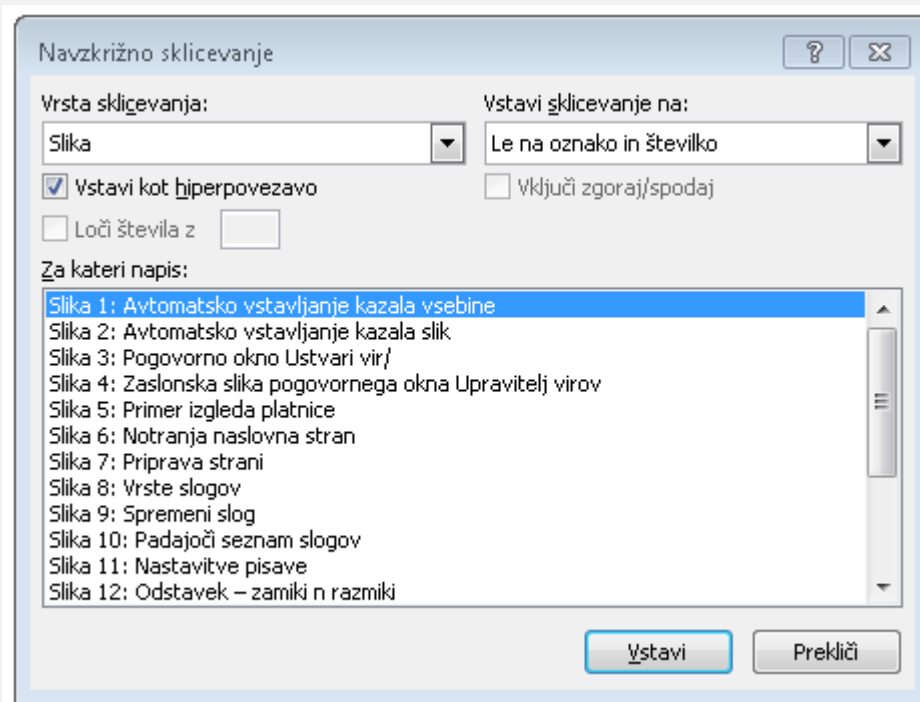 Navzkrižno sklicevanje
Vrsta sklicevanja:
Vstavi sklicevanje na:
Slika
Le na oznako in številko
Vstavi kot hiperpovezavo
Vključi zgoraj/spodaj
Loči števila z
Za kateri napis:
Slika 1: Avtomatsko vstavljanje kazala vsebine
Slika 2: Avtomatsko vstavljanje kazala slik
Slika 3: Pogovorno okno Ustvari vir/
Slika 4: Zaslonska slika pogovornega okna Upravitelj virov
Slika 5: Primer izgleda platnice
Slika 6: Notranja naslovna stran
Slika 7: Priprava strani
Slika 8: Vrste slogov
Slika 9: Spremeni slog
Slika 10: Padajoči seznam slogov
Slika 11: Nastavitve pisave
Slika 12: Odstavek – zamiki n razmiki
Vstavi
Prekliči